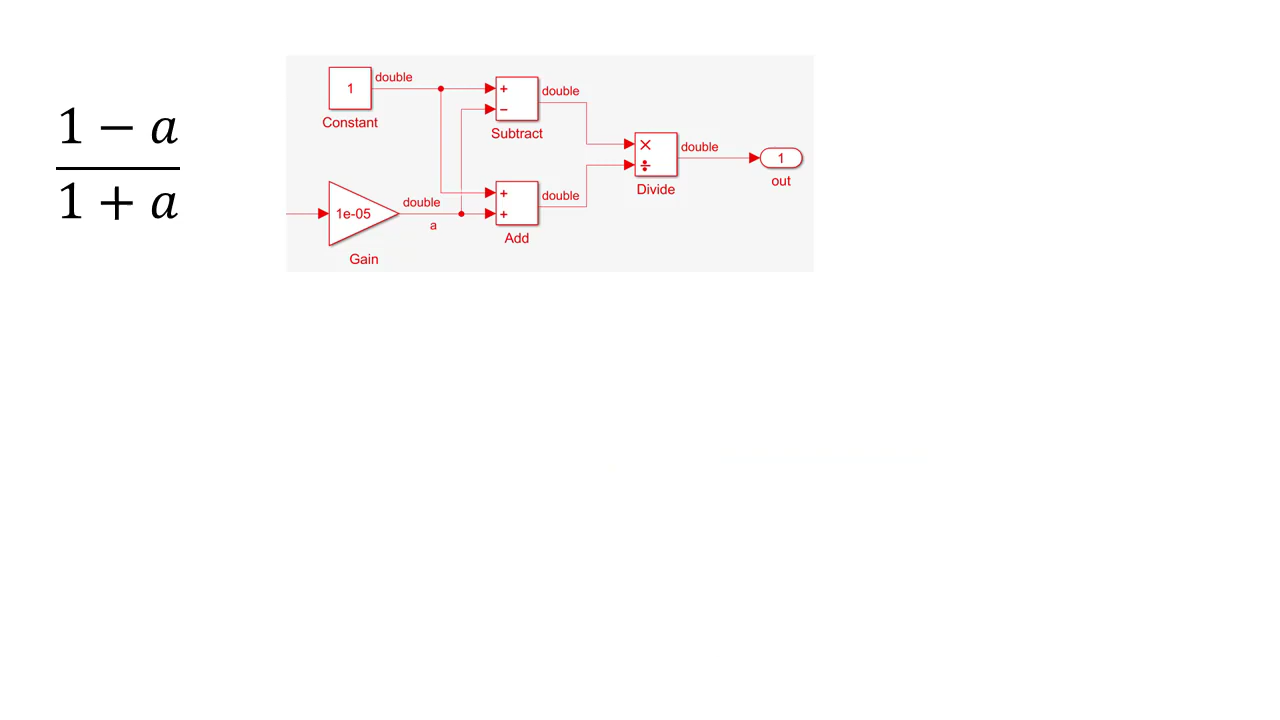 1 − a
1 + a
1
double
Constant
+
−
double
Subtract
×
÷
double
Divide
1
out
1e-05
double
a
Gain
+
+
double
Add